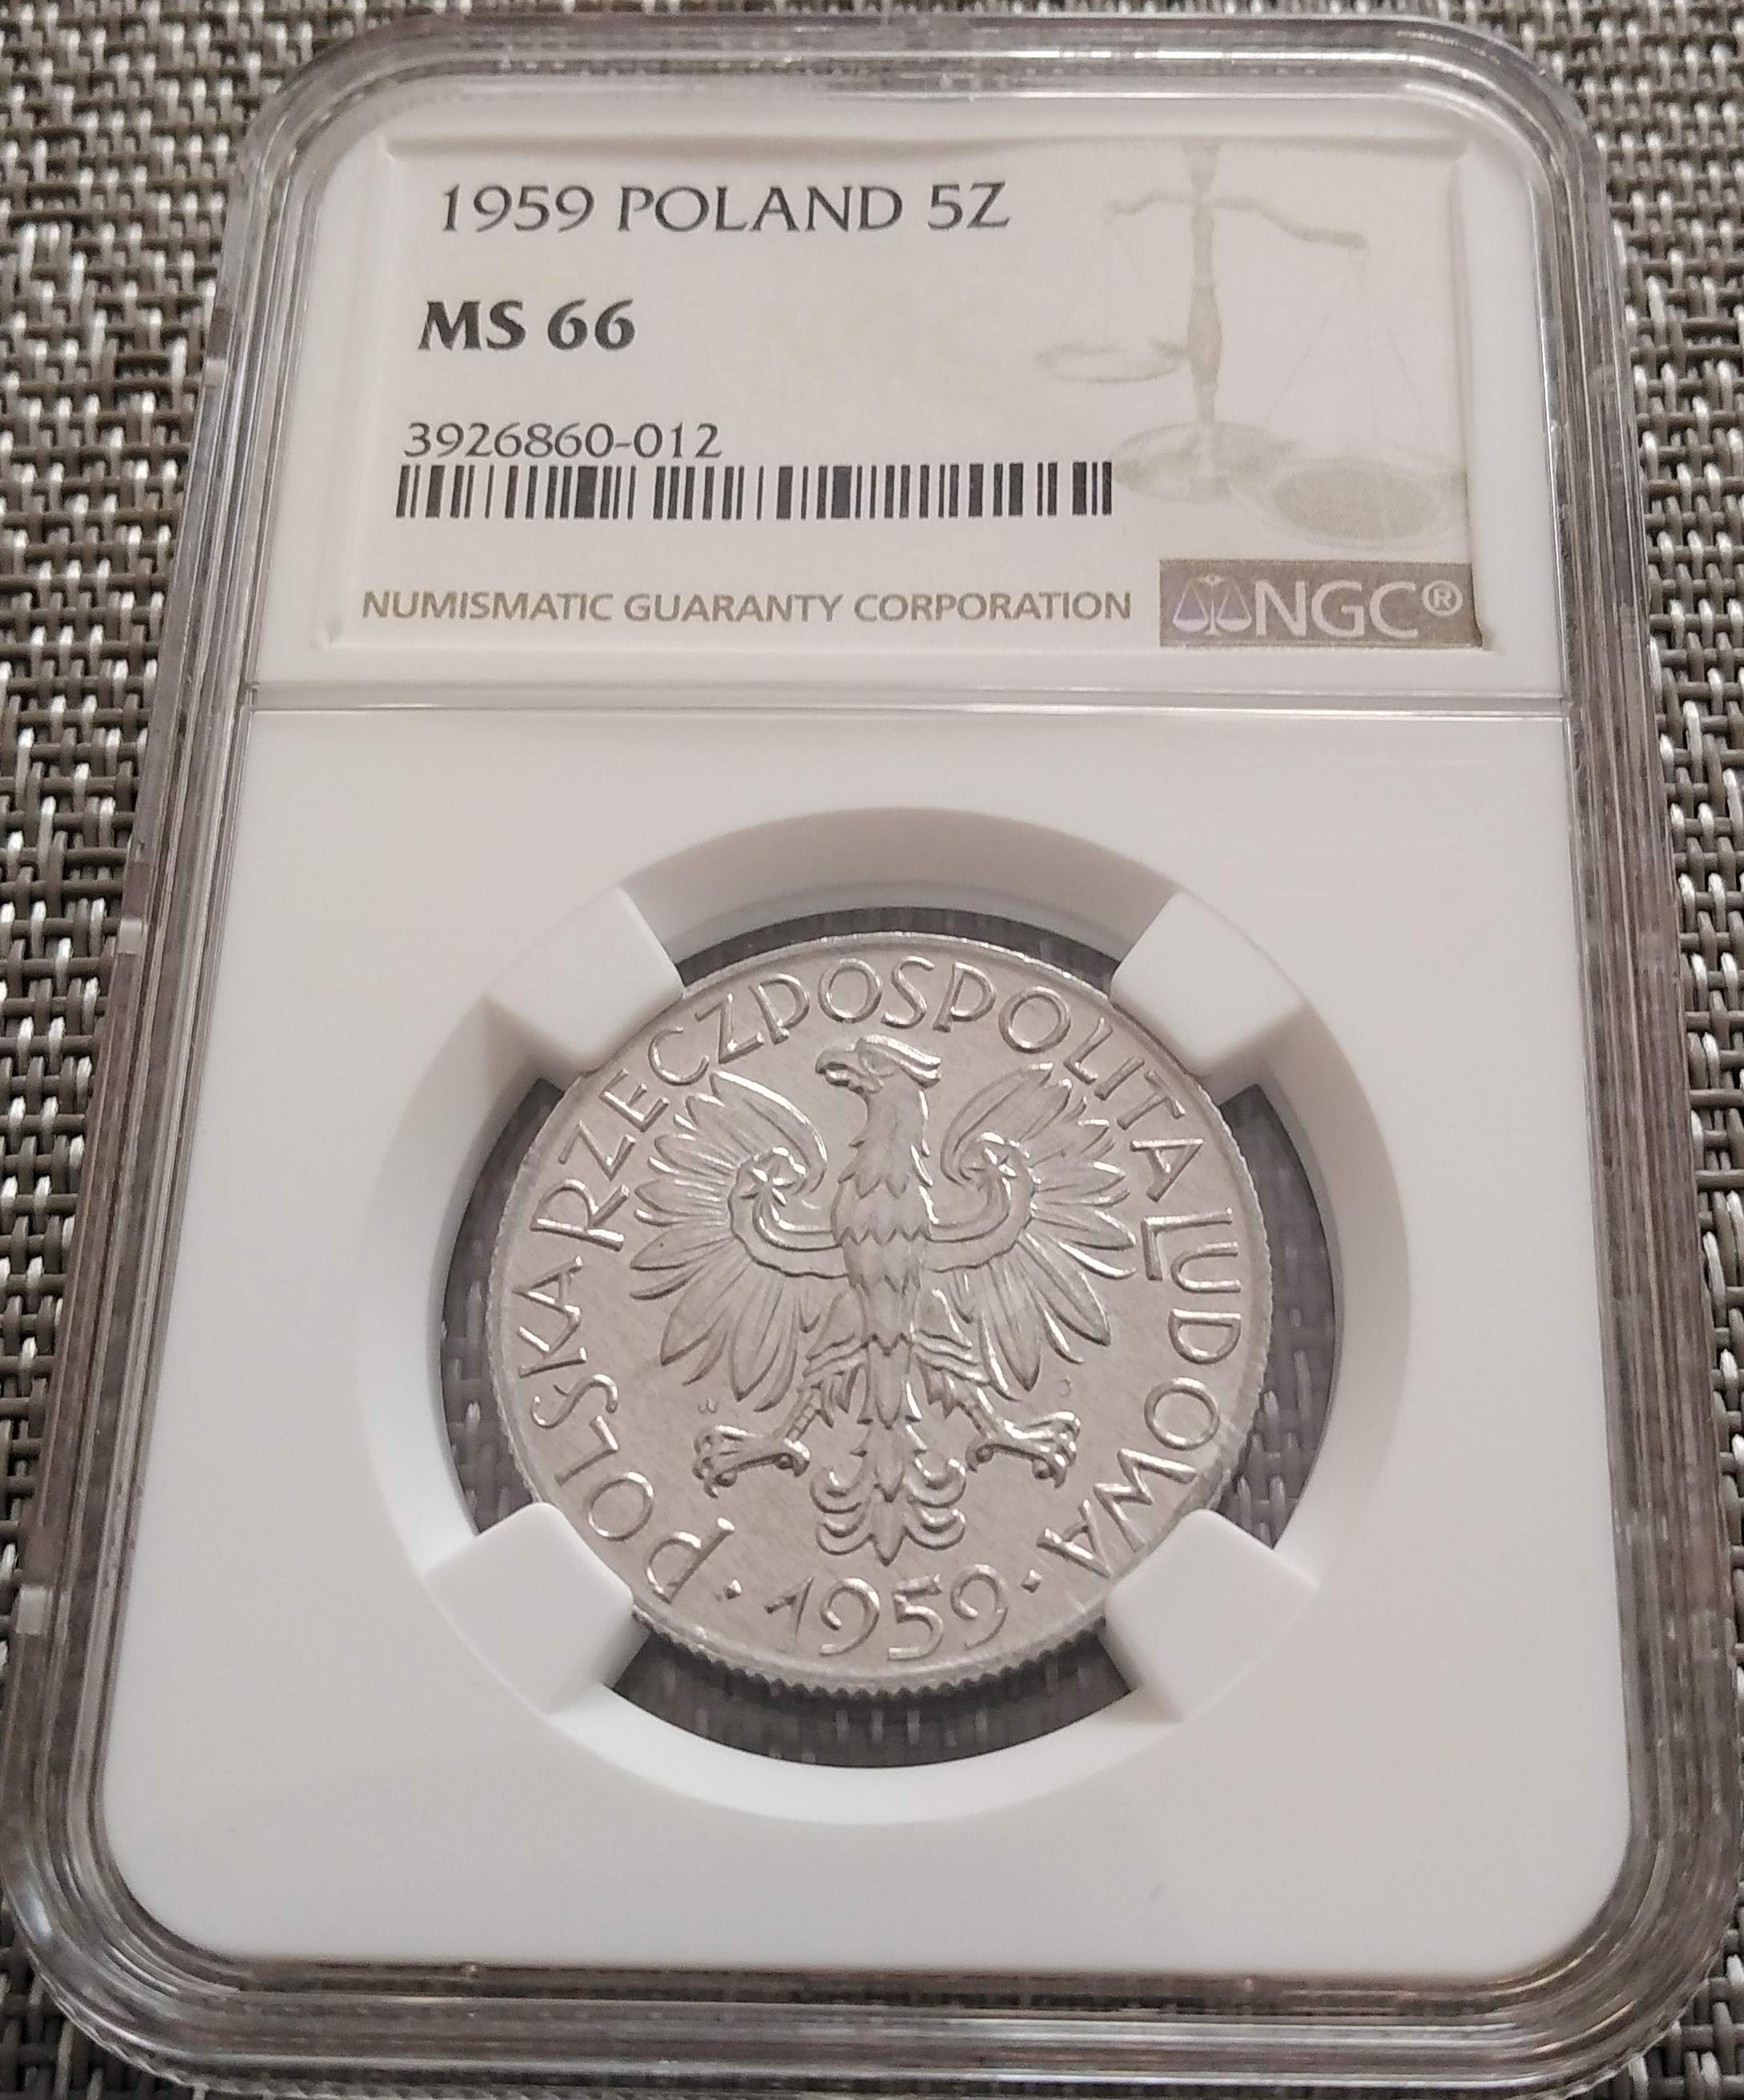 1959 POLAND 5Z
MS 66
3926860-012
NUMISMATIC GUARANTY CORPORATION NGC®
POLSKA RZECZPOSPOLITA LUDOWA
· 1959 ·